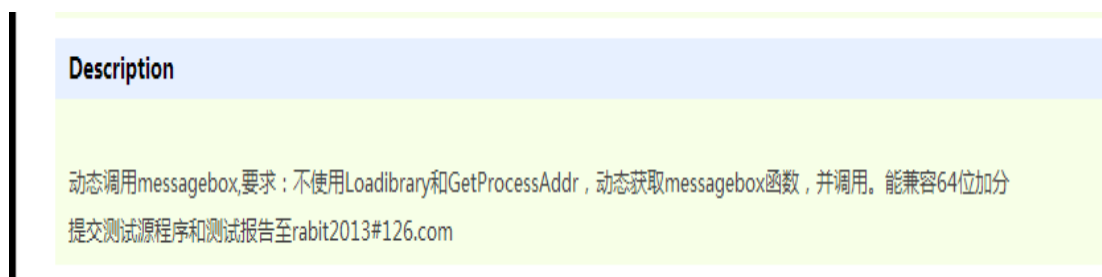 Description
动态调用messagebox,要求：不使用Loadibrary和GetProcessAddr，动态获取messagebox函数，并调用。能兼容64位加分
提交测试源程序和测试报告至rabit2013#126.com